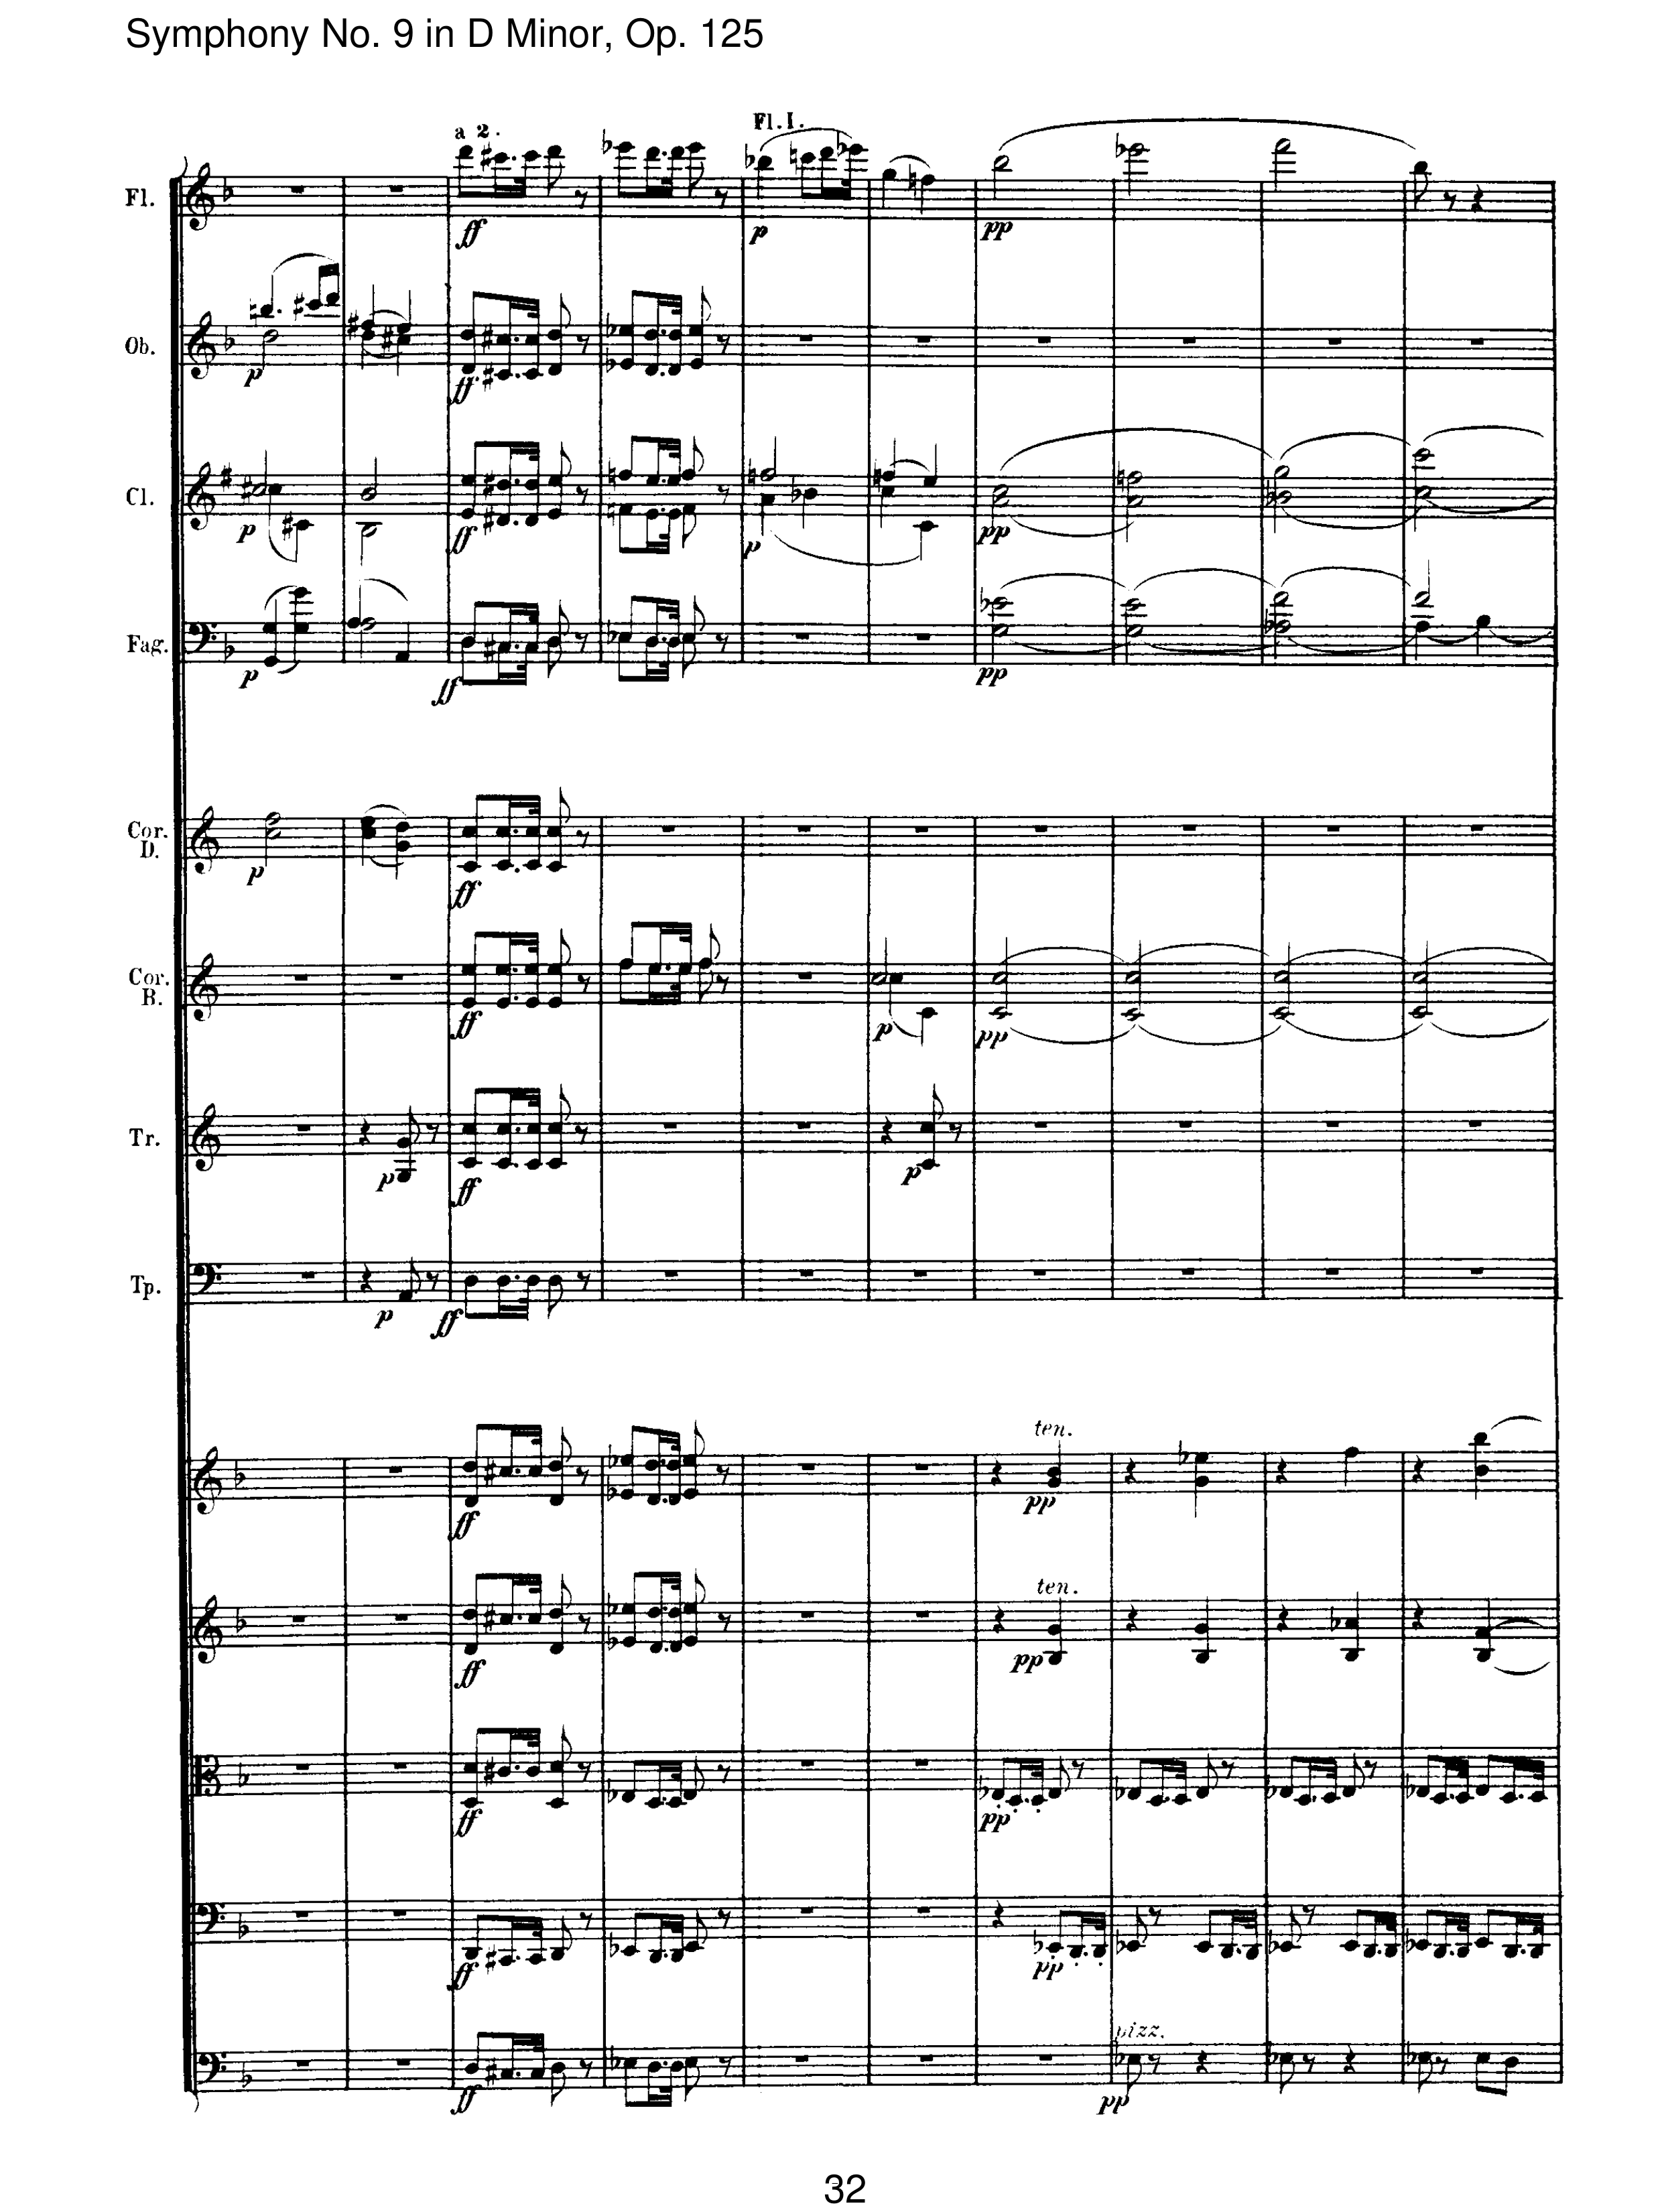 Symphony No. 9 in D Minor, Op. 125
a 2.
Fl. I.
Fl.
ff
p
pp
Ob.
p
ff
Cl.
p
ff
p
pp
Fag.
p
ff
pp
Cor.
D.
p
ff
Cor.
B.
ff
p
pp
Tr.
p
ff
p
Tp.
p
ff
ten.
ff
pp
ten.
ff
pp
ff
pp
ff
pp
pizz.
ff
pp
32